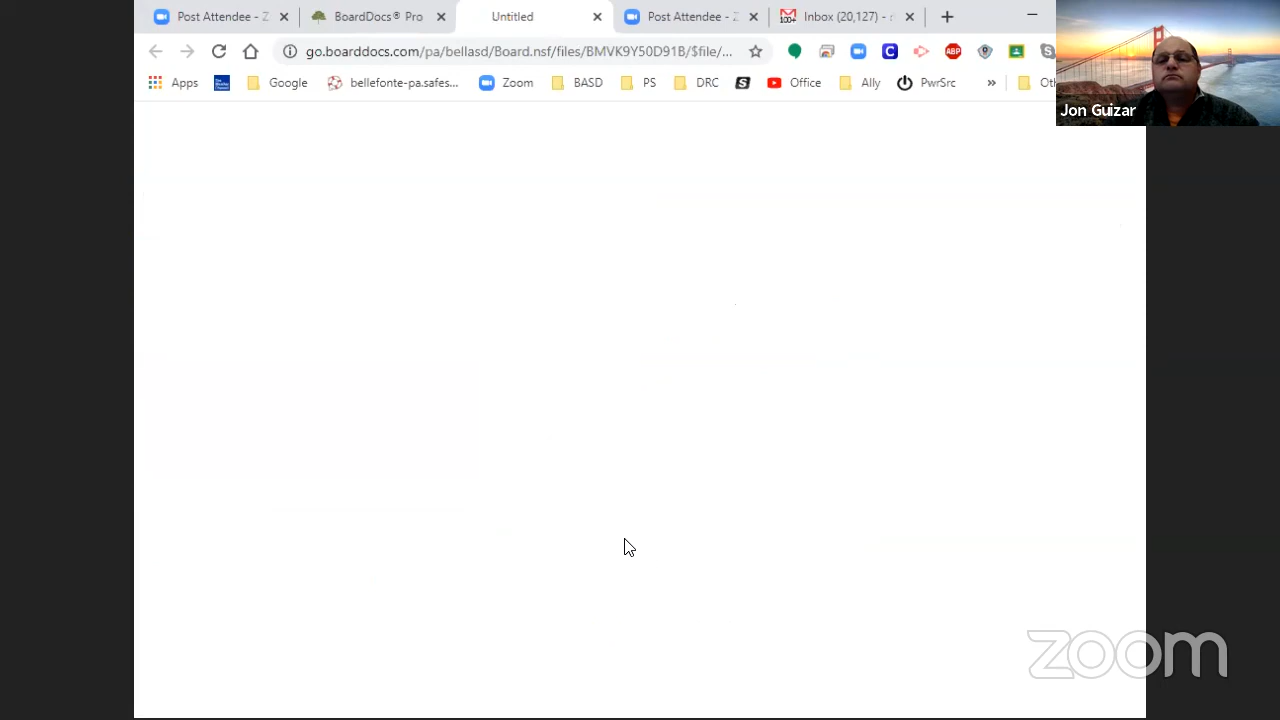 Post Attendee - Z
BoardDocs® Pro
Untitled
Post Attendee - Z
Inbox (20,127) -
go.boarddocs.com/pa/bellasd/Board.nsf/files/BMVK9Y50D91B/$file/...
ABP
Apps
Google
bellefonte-pa.safes...
Zoom
BASD
PS
DRC
Office
Ally
PwrSrc
»
Jon Guizar
zoom